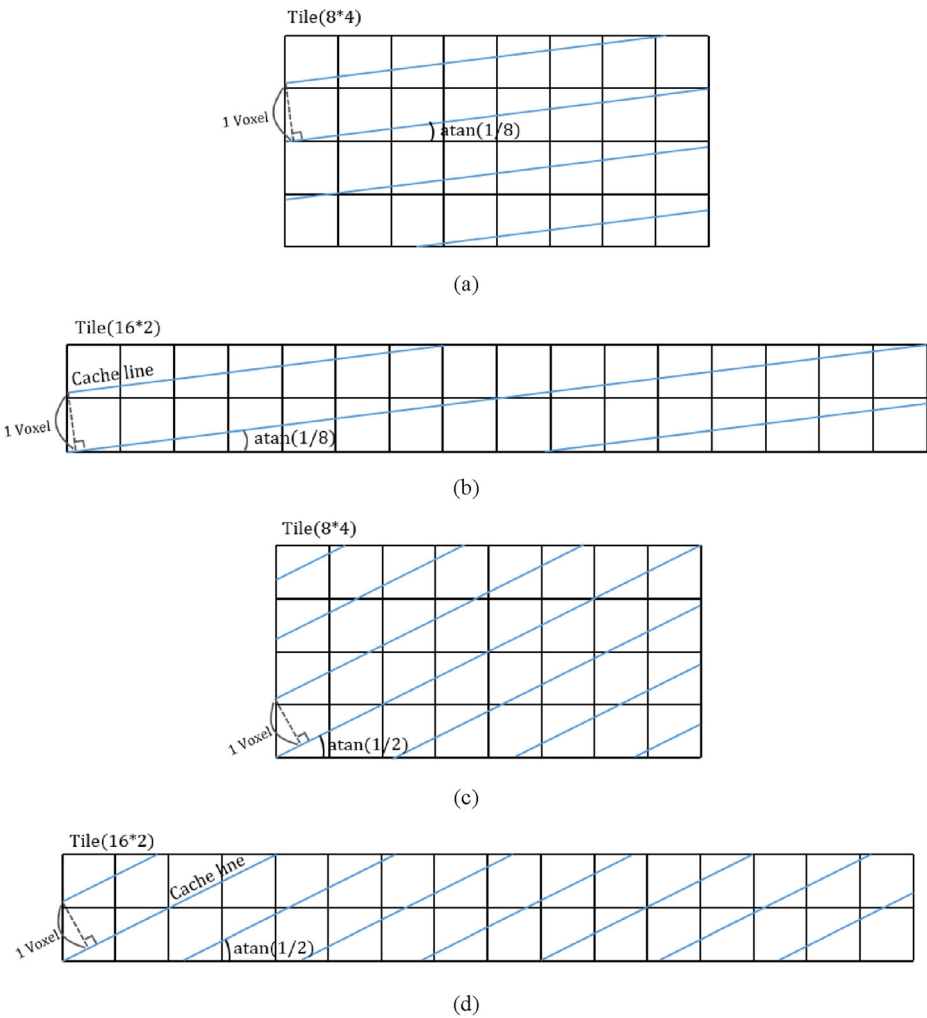 Tile(8*4)
1 Voxel
atan(1/8)
(a)
Tile(16*2)
Cache line
1 Voxel
atan(1/8)
(b)
Tile(8*4)
1 Voxel
atan(1/2)
(c)
Tile(16*2)
Cache line
1 Voxel
atan(1/2)
(d)